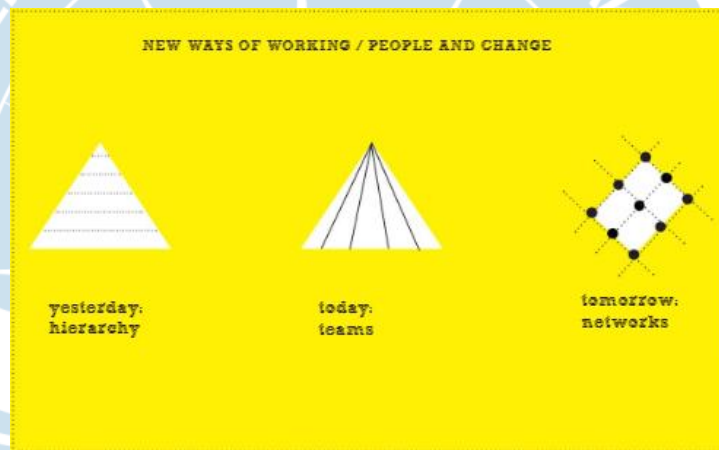 NEW WAYS OF WORKING / PEOPLE AND CHANGE
yesterday:
hierarchy
today:
teams
tomorrow:
networks